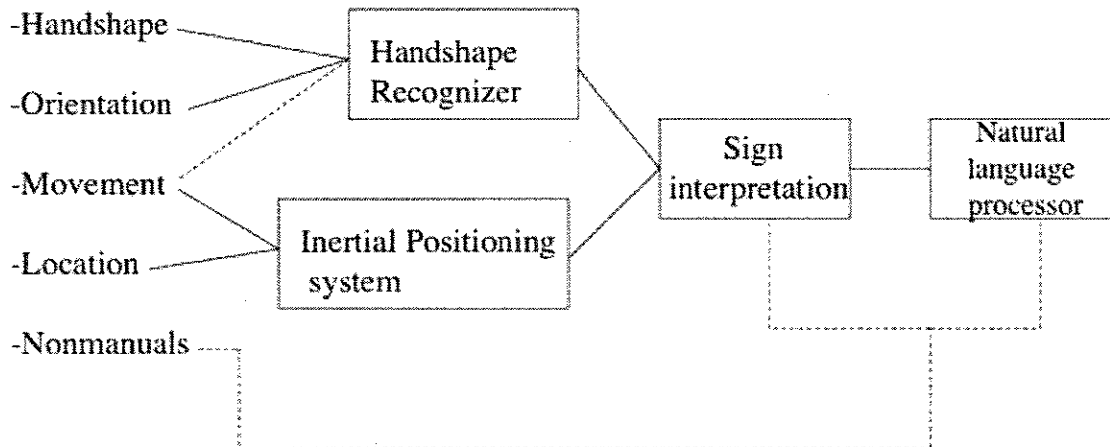 -Handshape
-Orientation
-Movement
-Location
-Nonmanuals
Handshape
Recognizer
Inertial Positioning
system
Sign
interpretation
Natural
language
processor